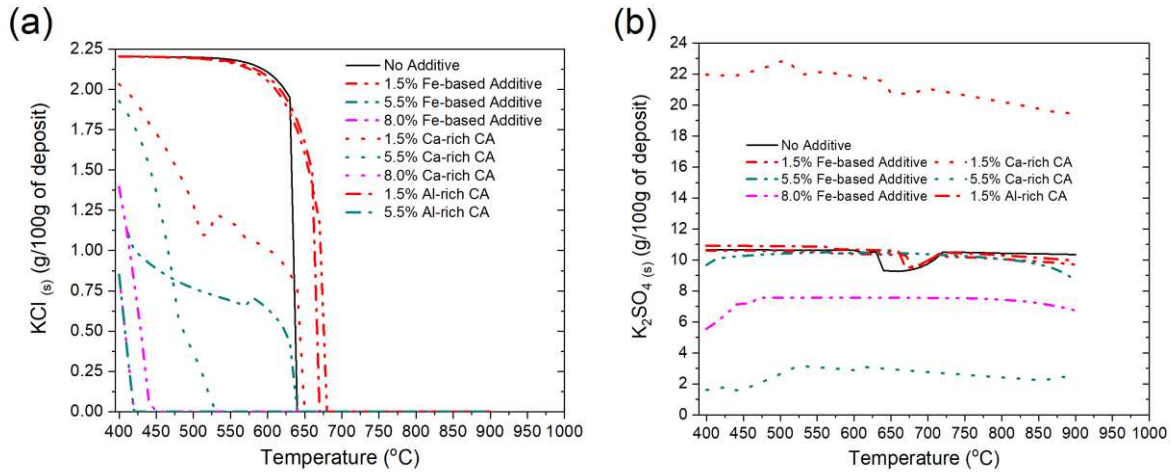 (a)
2.25
2.00
1.75
1.50
1.25
1.00
0.75
0.50
0.25
0.00
KCl (s) (g/100g of deposit)
No Additive
1.5% Fe-based Additive
5.5% Fe-based Additive
8.0% Fe-based Additive
1.5% Ca-rich CA
5.5% Ca-rich CA
8.0% Ca-rich CA
1.5% Al-rich CA
5.5% Al-rich CA
400 450 500 550 600 650 700 750 800 850 900 950 1000
Temperature (°C)
(b)
24
22
20
18
16
14
12
10
8
6
4
2
0
K2SO4 (s) (g/100g of deposit)
No Additive
1.5% Fe-based Additive 1.5% Ca-rich CA
5.5% Fe-based Additive 5.5% Ca-rich CA
8.0% Fe-based Additive 1.5% Al-rich CA
400 450 500 550 600 650 700 750 800 850 900 950 1000
Temperature (°C)